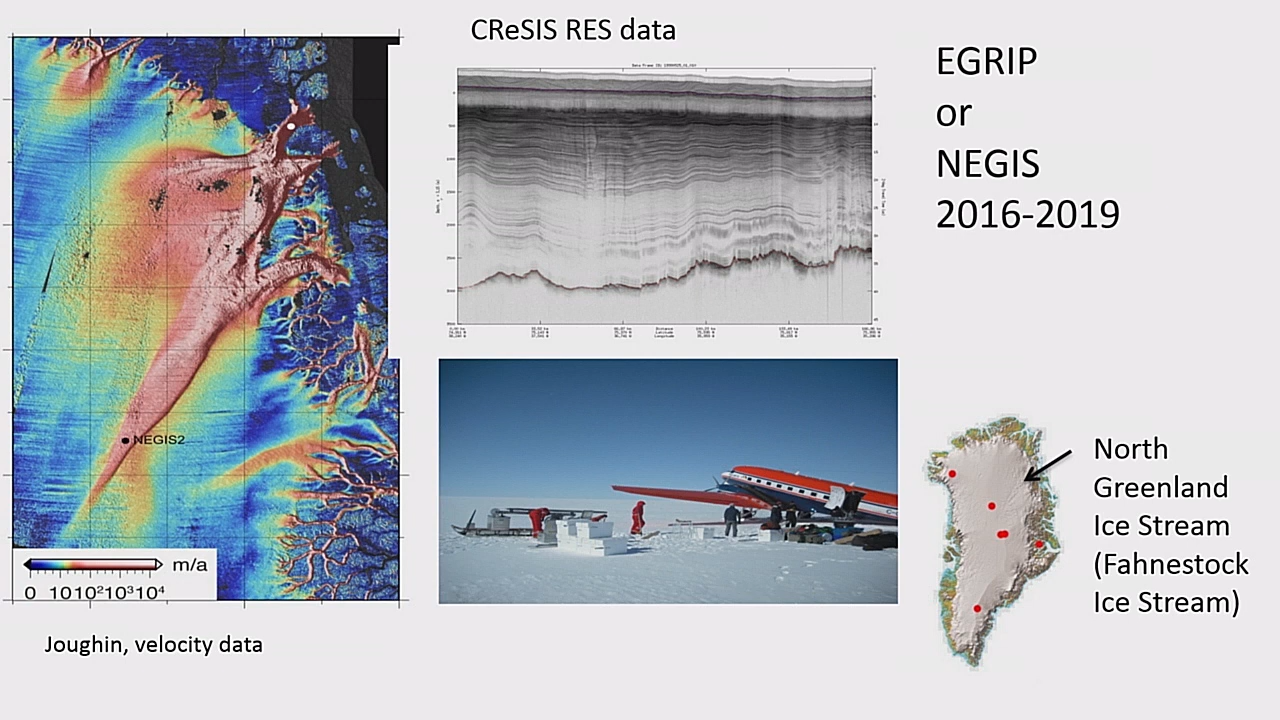 CReSIS RES data
EGRIP
or
NEGIS
2016-2019
NEGIS2
m/a
0 10 10² 10³ 10⁴
Joughin, velocity data
North
Greenland
Ice Stream
(Fahnestock
Ice Stream)